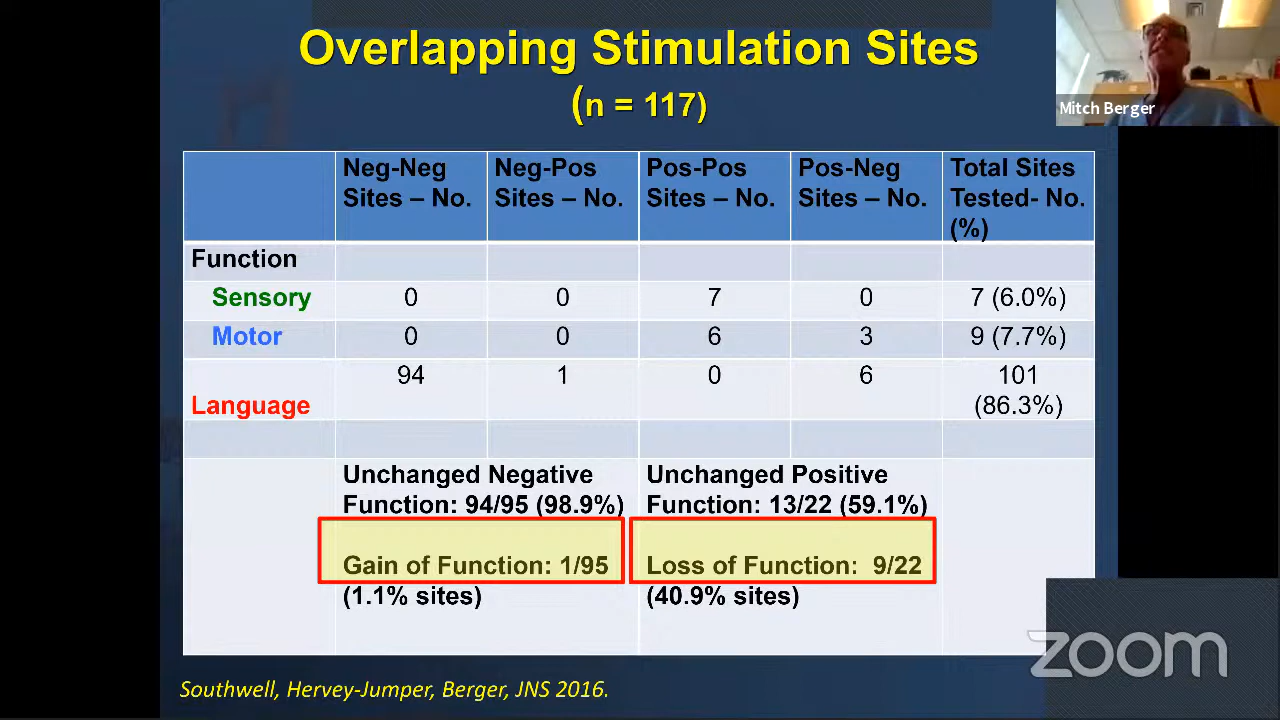 Overlapping Stimulation Sites
(n = 117)
Mitch Berger
Neg-Neg Sites – No. Neg-Pos Sites – No. Pos-Pos Sites – No. Pos-Neg Sites – No. Total Sites Tested- No. (%)
Function
Sensory 0 0 7 0 7 (6.0%)
Motor 0 0 6 3 9 (7.7%)
Language 94 1 0 6 101 (86.3%)
Unchanged Negative
Function: 94/95 (98.9%)
Gain of Function: 1/95
(1.1% sites)
Unchanged Positive
Function: 13/22 (59.1%)
Loss of Function: 9/22
(40.9% sites)
zoom
Southwell, Hervey-Jumper, Berger, JNS 2016.